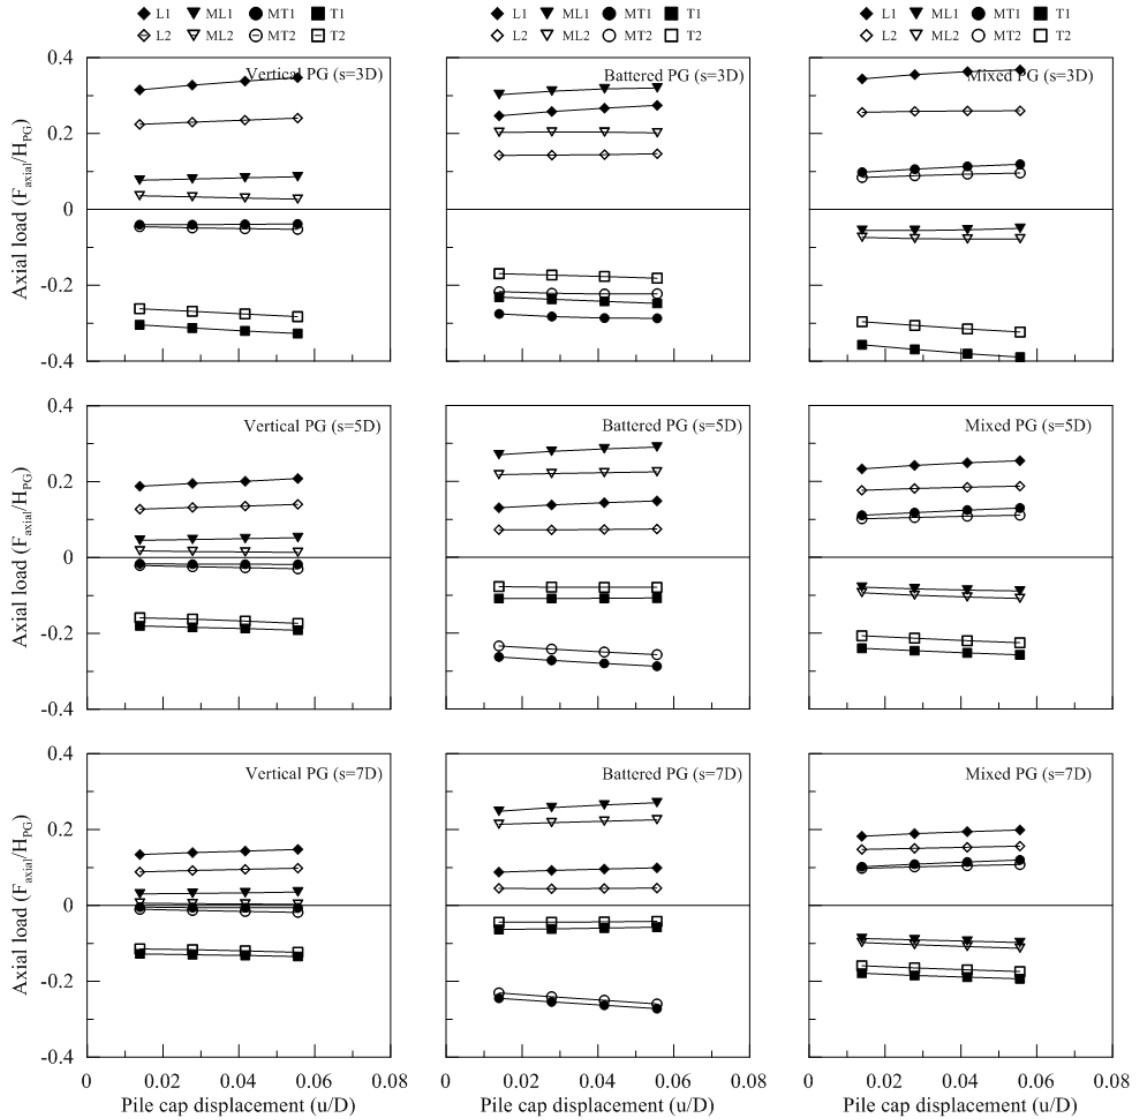 L1 ML1 MT1 T1 L1 ML1 MT1 T1 L1 ML1 MT1 T1
L2 ML2 MT2 T2 L2 ML2 MT2 T2 L2 ML2 MT2 T2
Vertical PG (s=3D) Battered PG (s=3D) Mixed PG (s=3D)
0.4
0.2
0
-0.2
-0.4
Axial load (F_axial/H_PG)
Vertical PG (s=5D) Battered PG (s=5D) Mixed PG (s=5D)
0.4
0.2
0
-0.2
-0.4
Axial load (F_axial/H_PG)
Vertical PG (s=7D) Battered PG (s=7D) Mixed PG (s=7D)
0.4
0.2
0
-0.2
-0.4
Axial load (F_axial/H_PG)
0 0.02 0.04 0.06 0.08 0 0.02 0.04 0.06 0.08 0 0.02 0.04 0.06 0.08
Pile cap displacement (u/D) Pile cap displacement (u/D) Pile cap displacement (u/D)